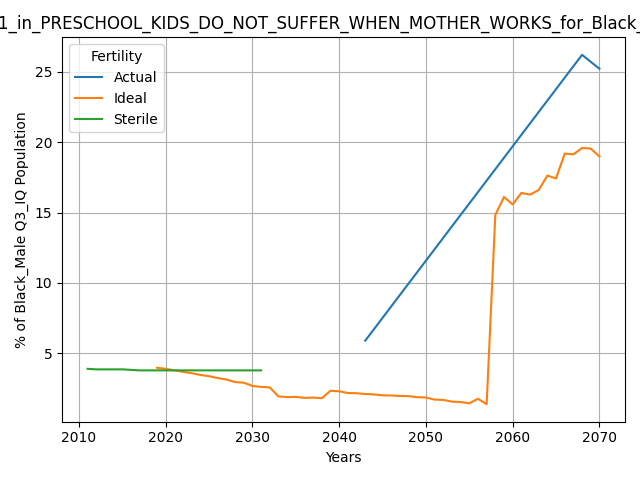 1_in_PRESCHOOL_KIDS_DO_NOT_SUFFER_WHEN_MOTHER_WORKS_for_Black_
Fertility
Actual
Ideal
Sterile
% of Black_Male Q3_IQ Population
25
20
15
10
5
2010 2020 2030 2040 2050 2060 2070
Years